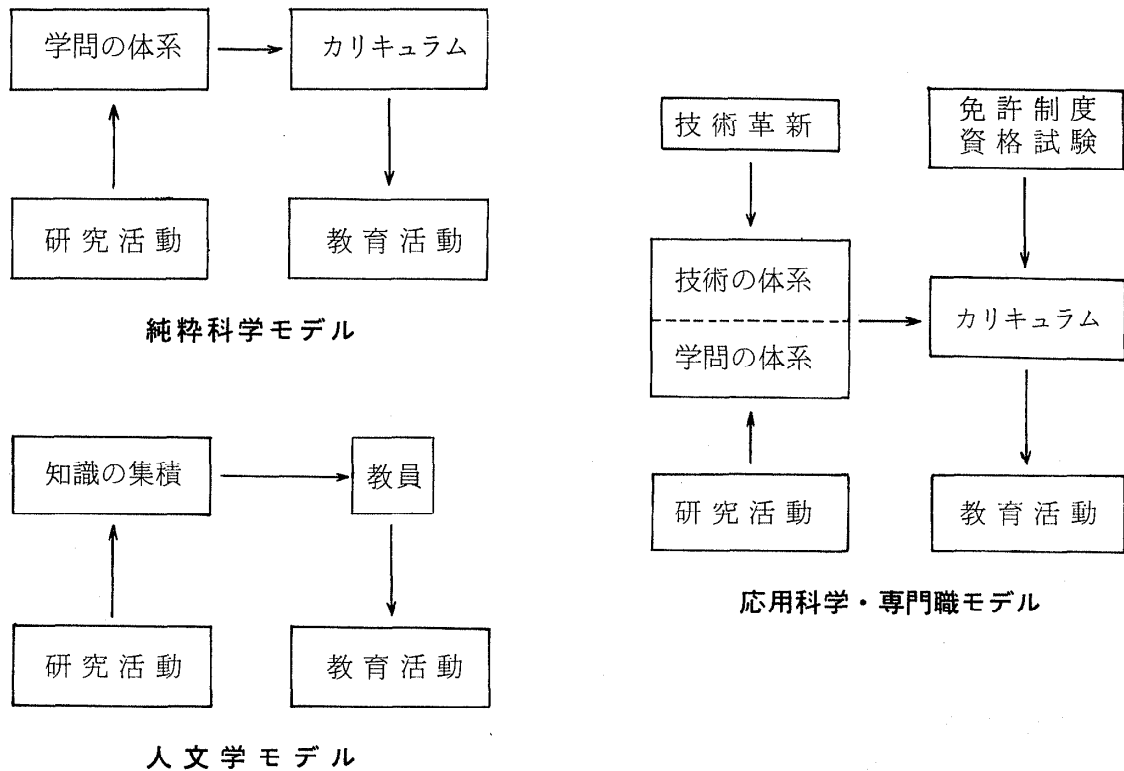 学問の体系
カリキュラム
研究活動
教育活動
純粋科学モデル
知識の集積
教員
研究活動
教育活動
人文学モデル
技術革新
免許制度
資格試験
技術の体系
学問の体系
カリキュラム
研究活動
教育活動
応用科学・専門職モデル